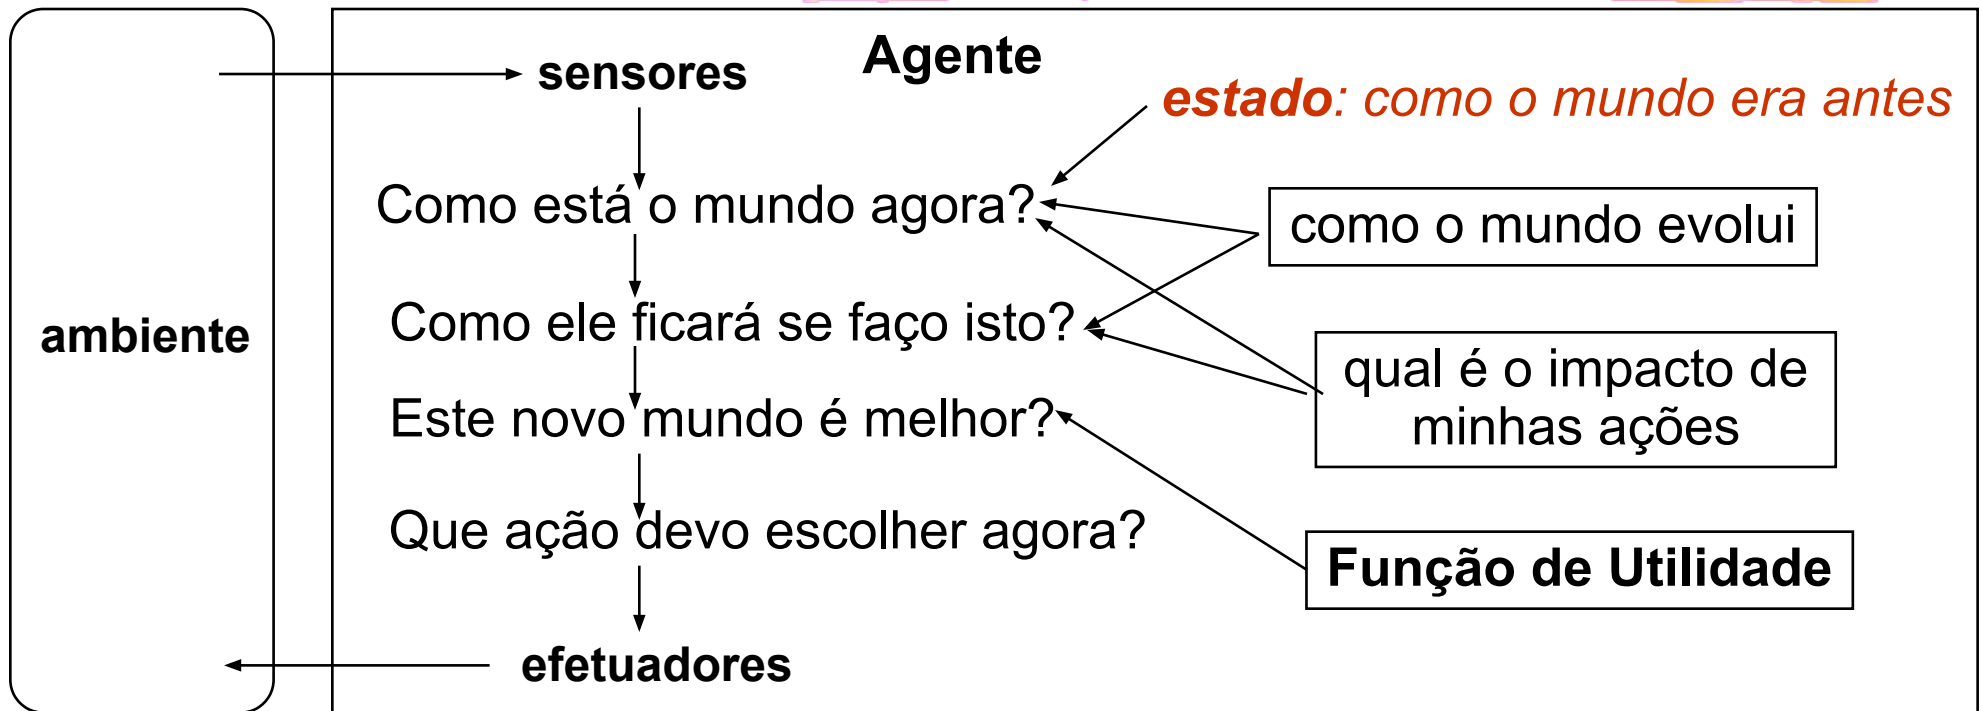 Agente
sensores
estado: como o mundo era antes
Como está o mundo agora?
como o mundo evolui
Como ele ficará se faço isto?
ambiente
qual é o impacto de
minhas ações
Este novo mundo é melhor?
Que ação devo escolher agora?
Função de Utilidade
efetuadores